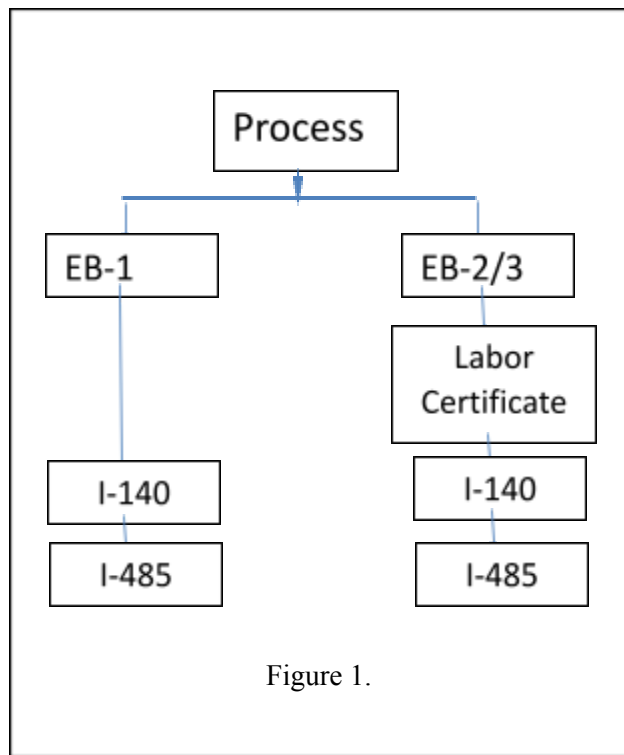 Process
EB-1
EB-2/3
Labor
Certificate
I-140
I-140
I-485
I-485
Figure 1.